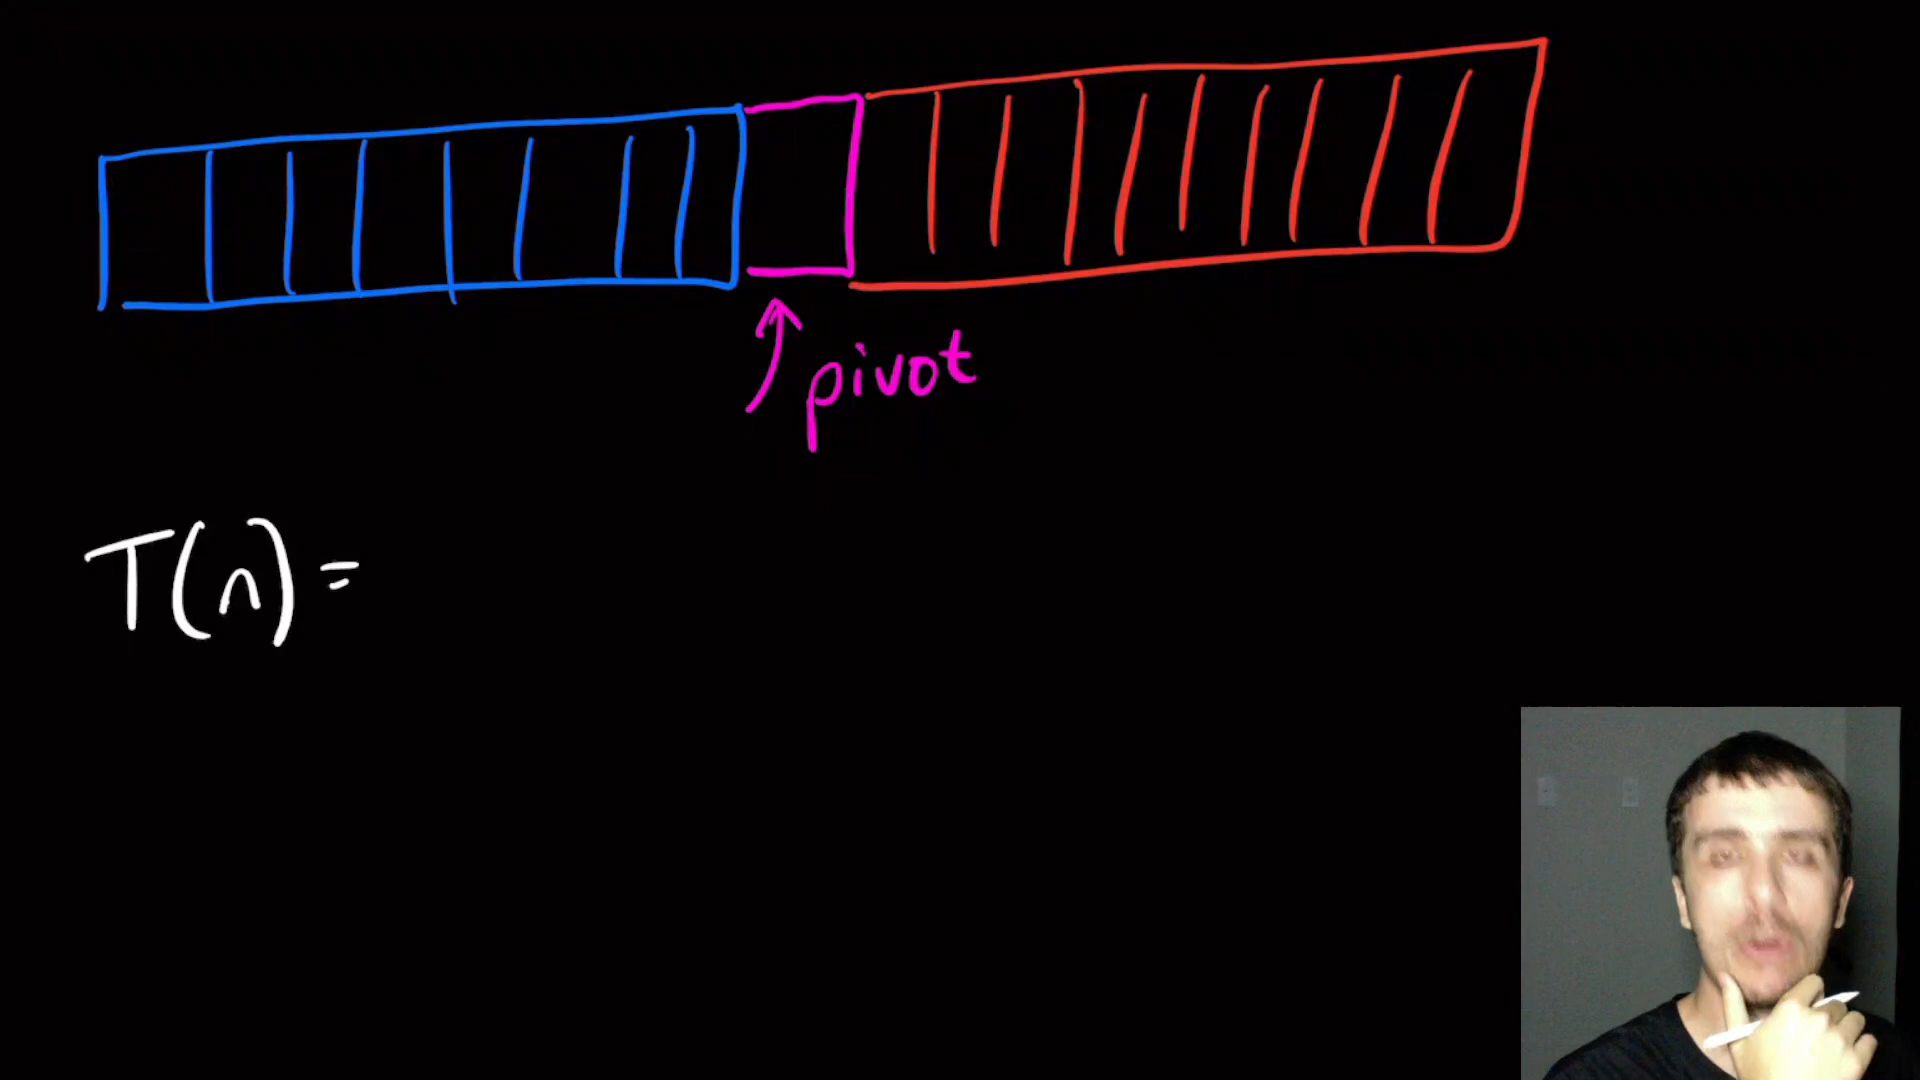 pivot
T(n) =